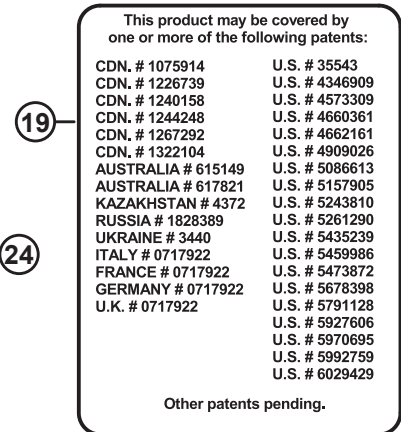 This product may be covered by
one or more of the following patents:
CDN. # 1075914
CDN. # 1226739
CDN. # 1240158
CDN. # 1244248
CDN. # 1267292
CDN. # 1322104
AUSTRALIA # 615149
AUSTRALIA # 617821
KAZAKHSTAN # 4372
RUSSIA # 1828389
UKRAINE # 3440
ITALY # 0717922
FRANCE # 0717922
GERMANY # 0717922
U.K. # 0717922
U.S. # 35543
U.S. # 4346909
U.S. # 4573309
U.S. # 4660361
U.S. # 4662161
U.S. # 4909026
U.S. # 5086613
U.S. # 5157905
U.S. # 5243810
U.S. # 5261290
U.S. # 5435239
U.S. # 5459986
U.S. # 5473872
U.S. # 5678398
U.S. # 5791128
U.S. # 5927606
U.S. # 5970695
U.S. # 5992759
U.S. # 6029429
Other patents pending.
19
24